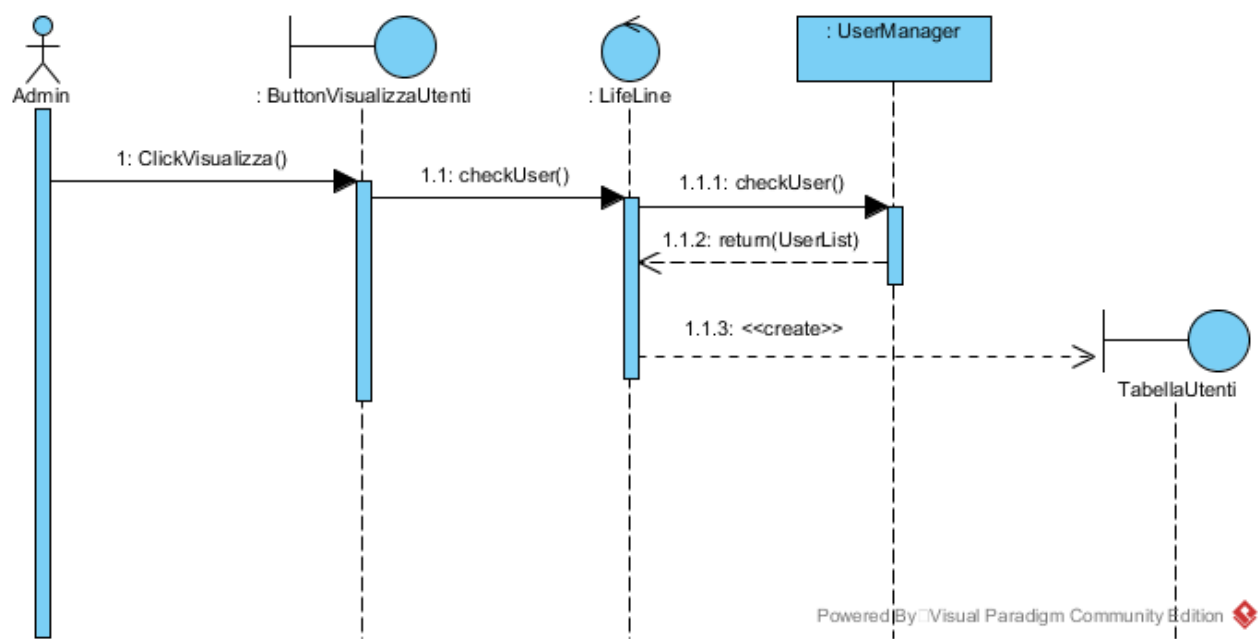 : UserManager
Admin
: ButtonVisualizzaUtenti
: LifeLine
1: ClickVisualizza()
1.1: checkUser()
1.1.1: checkUser()
1.1.2: return(UserList)
1.1.3: <<create>>
TabellaUtenti
Powered By Visual Paradigm Community Edition